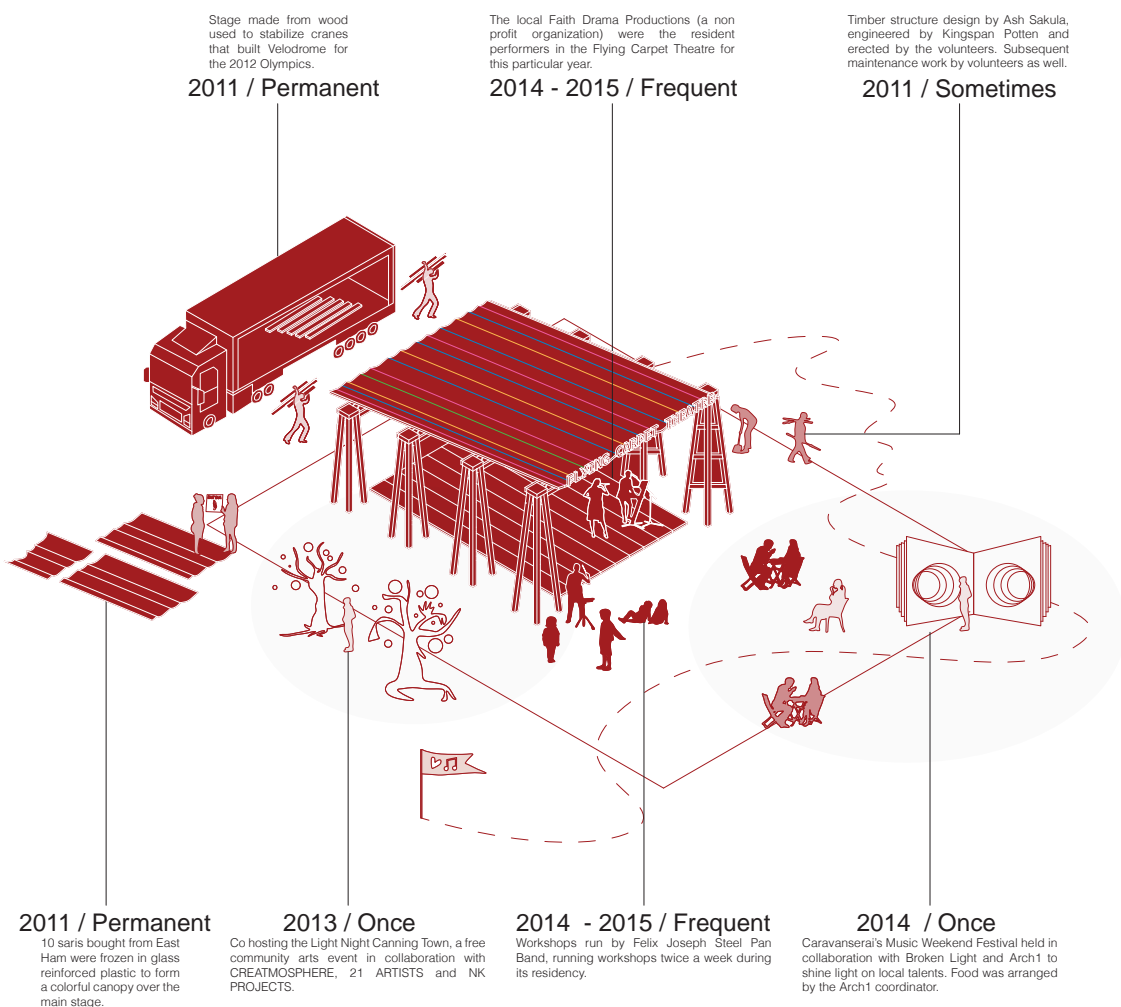 Stage made from wood
used to stabilize cranes
that built Velodrome for
the 2012 Olympics.
2011 / Permanent
The local Faith Drama Productions (a non
profit organization) were the resident
performers in the Flying Carpet Theatre for
this particular year.
2014 - 2015 / Frequent
Timber structure design by Ash Sakula,
engineered by Kingspan Potten and
erected by the volunteers. Subsequent
maintenance work by volunteers as well.
2011 / Sometimes
FLYING CARPET THEATRE
2011 / Permanent
10 saris bought from East
Ham were frozen in glass
reinforced plastic to form
a colorful canopy over the
main stage.
2013 / Once
Co hosting the Light Night Canning Town, a free
community arts event in collaboration with
CREATMOSPHERE, 21 ARTISTS and NK
PROJECTS.
2014 - 2015 / Frequent
Workshops run by Felix Joseph Steel Pan
Band, running workshops twice a week during
its residency.
2014 / Once
Caravanserai's Music Weekend Festival held in
collaboration with Broken Light and Arch1 to
shine light on local talents. Food was arranged
by the Arch1 coordinator.